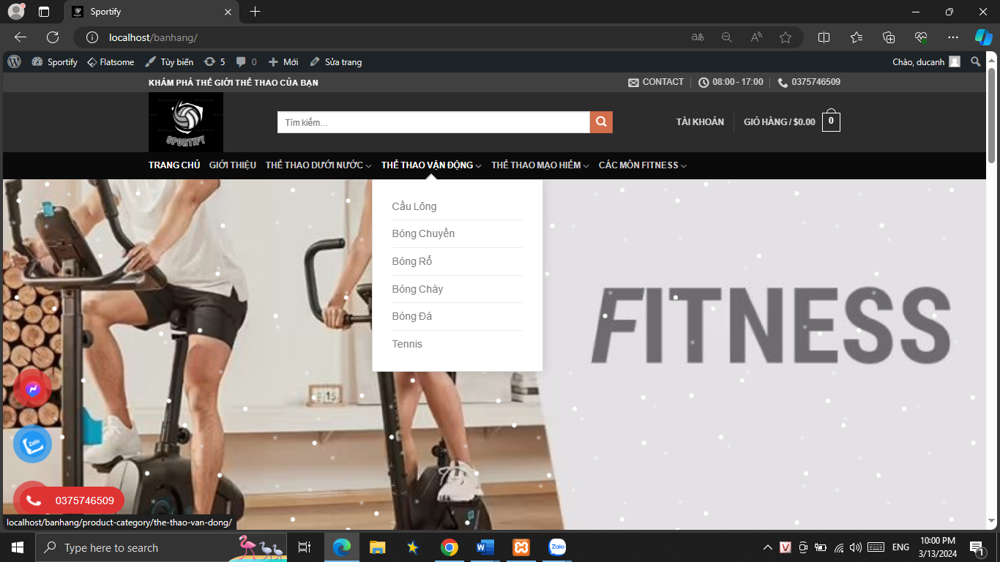 Sportify
localhost/banhang/
Sportify Flatsome Tùy biến 5 0 Mới Sửa trang Chào, ducanh
KHÁM PHÁ THẾ GIỚI THỂ THAO CỦA BẠN CONTACT 08:00 - 17:00 0375746509
SPORTIFY
Tìm kiếm...
TÀI KHOẢN GIỎ HÀNG / $0.00 0
TRANG CHỦ GIỚI THIỆU THỂ THAO DƯỚI NƯỚC THỂ THAO VẬN ĐỘNG THỂ THAO MẠO HIỂM CÁC MÔN FITNESS
Cầu Lông
Bóng Chuyền
Bóng Rổ
Bóng Chày
Bóng Đá
Tennis
FITNESS
Zalo
0375746509
localhost/banhang/product-category/the-thao-van-dong/
Type here to search
Zalo
V
ENG
10:00 PM
3/13/2024
1